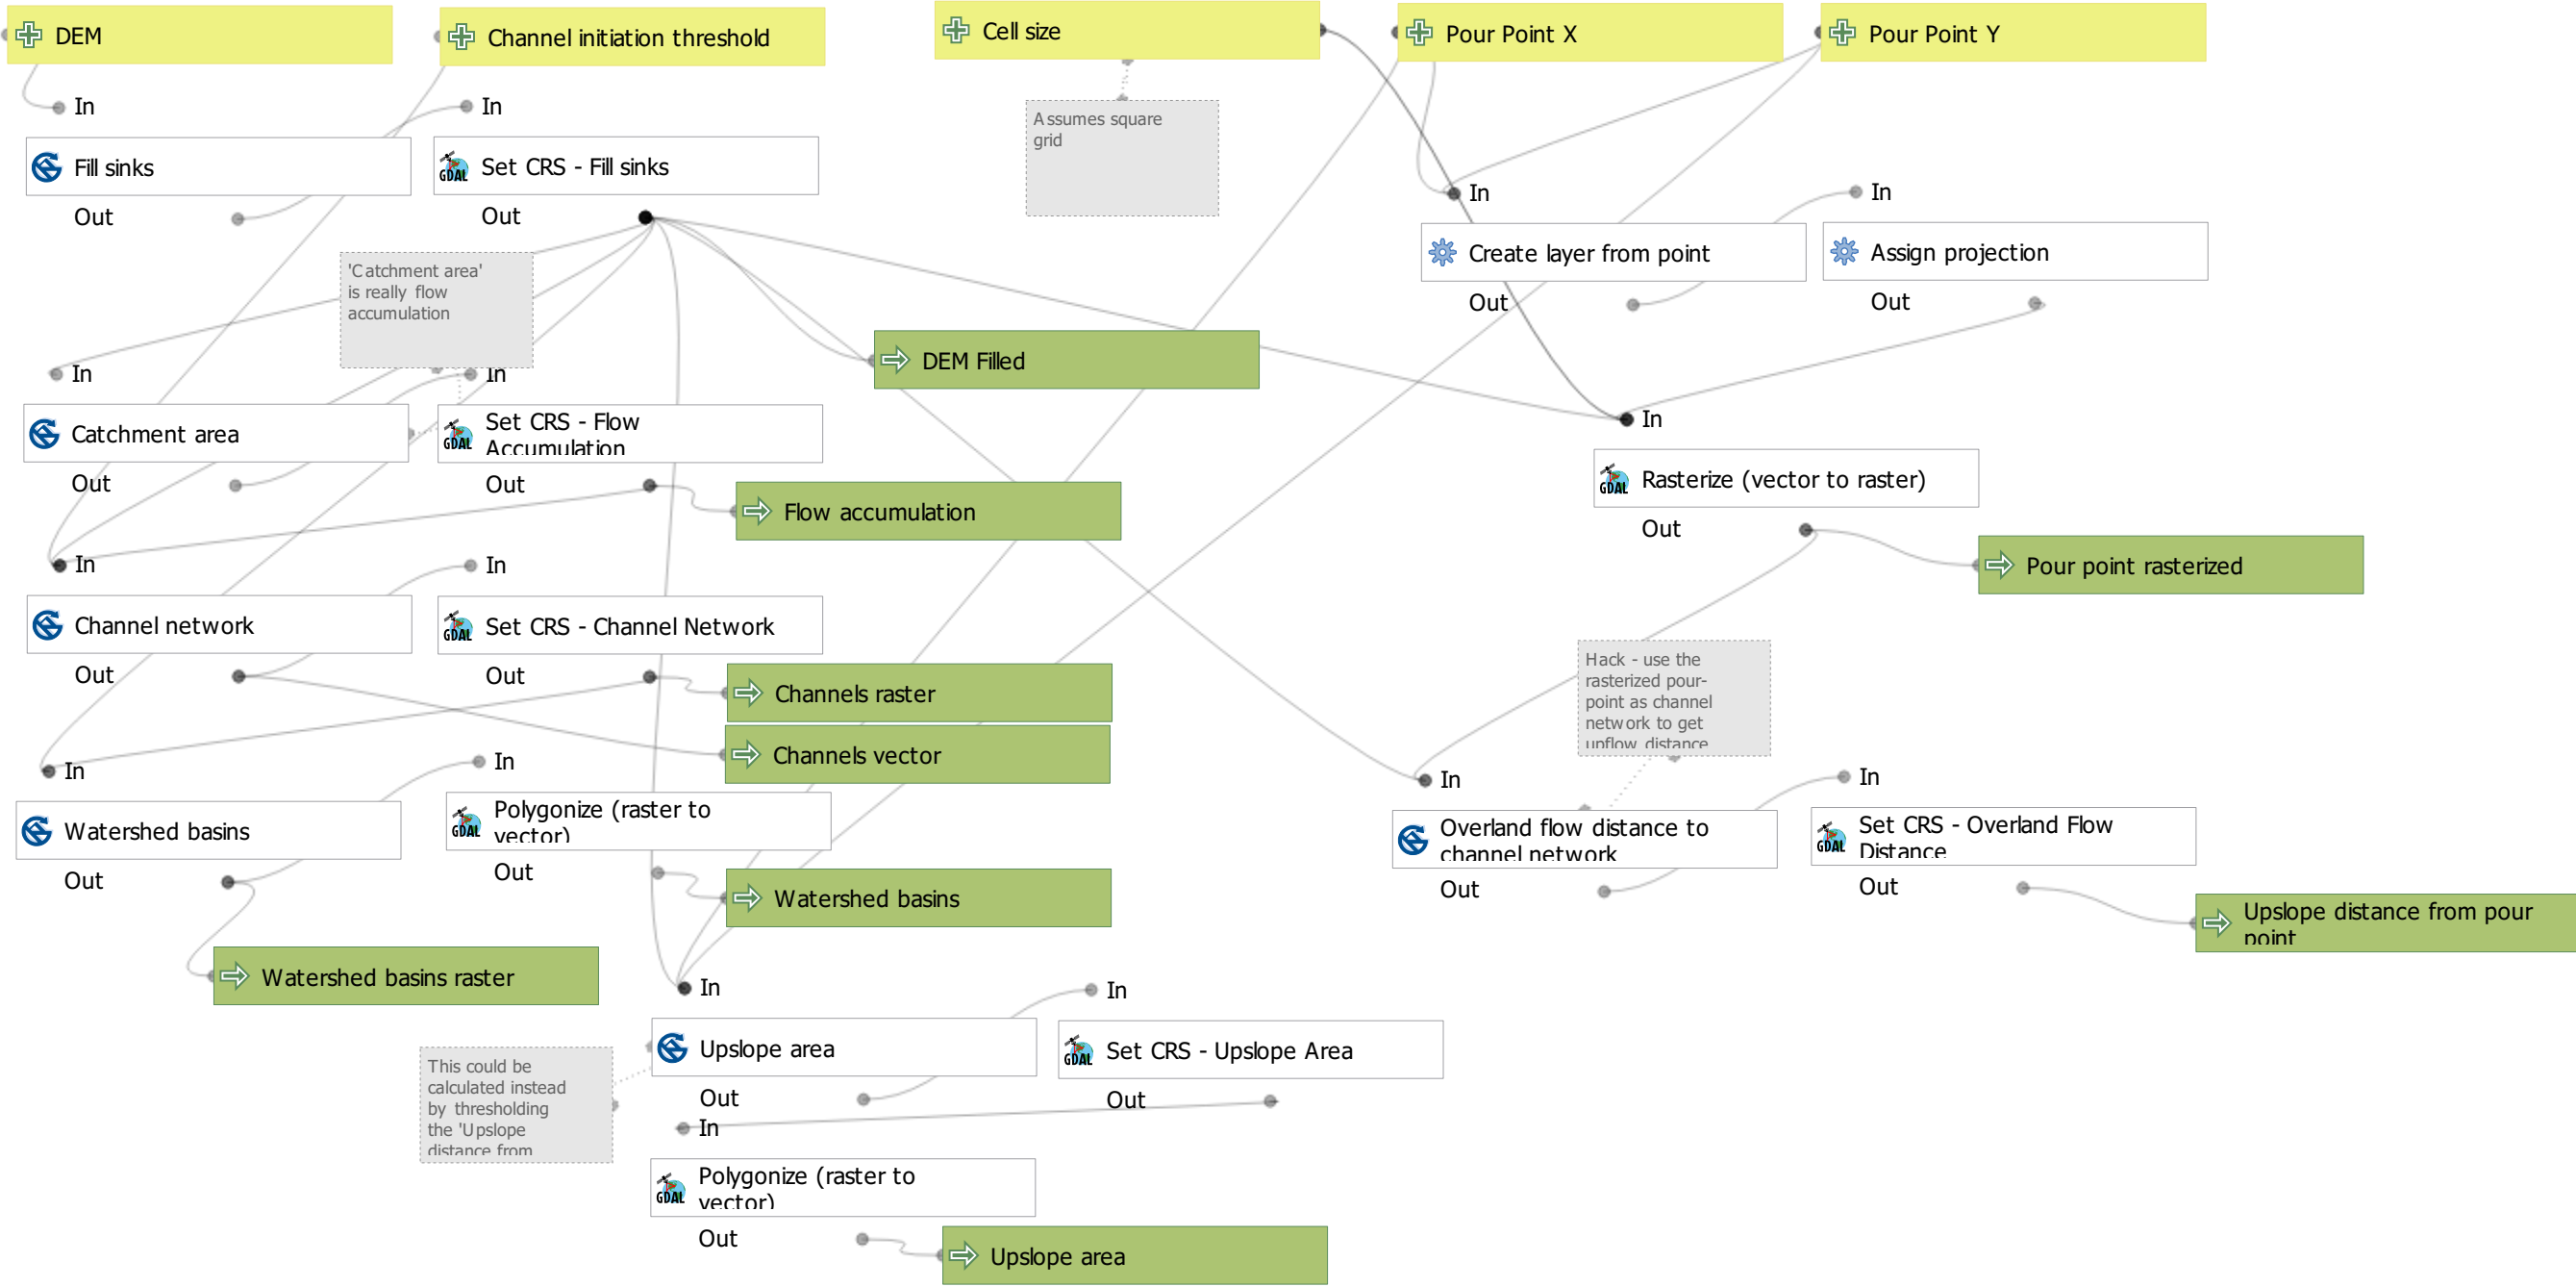 DEM
Channel initiation threshold
Cell size
Pour Point X
Pour Point Y
In
In
Assumes square
grid
Fill sinks
GDAL
Set CRS - Fill sinks
Out
Out
In
In
Create layer from point
Assign projection
Out
Out
'Catchment area'
is really flow
accumulation
DEM Filled
In
In
Catchment area
GDAL
Set CRS - Flow
Accumulation
Out
Out
Flow accumulation
In
GDAL
Rasterize (vector to raster)
Out
Pour point rasterized
In
In
Channel network
GDAL
Set CRS - Channel Network
Out
Out
Channels raster
Channels vector
Hack - use the
rasterized pour-
point as channel
network to get
upflow distance
In
In
Watershed basins
GDAL
Polygonize (raster to
vector)
Out
Out
Watershed basins
Watershed basins raster
In
In
Overland flow distance to
channel network
GDAL
Set CRS - Overland Flow
Distance
Out
Out
Upslope distance from pour
point
In
In
Upslope area
GDAL
Set CRS - Upslope Area
Out
Out
This could be
calculated instead
by thresholding
the 'Upslope
distance from
In
GDAL
Polygonize (raster to
vector)
Out
Upslope area